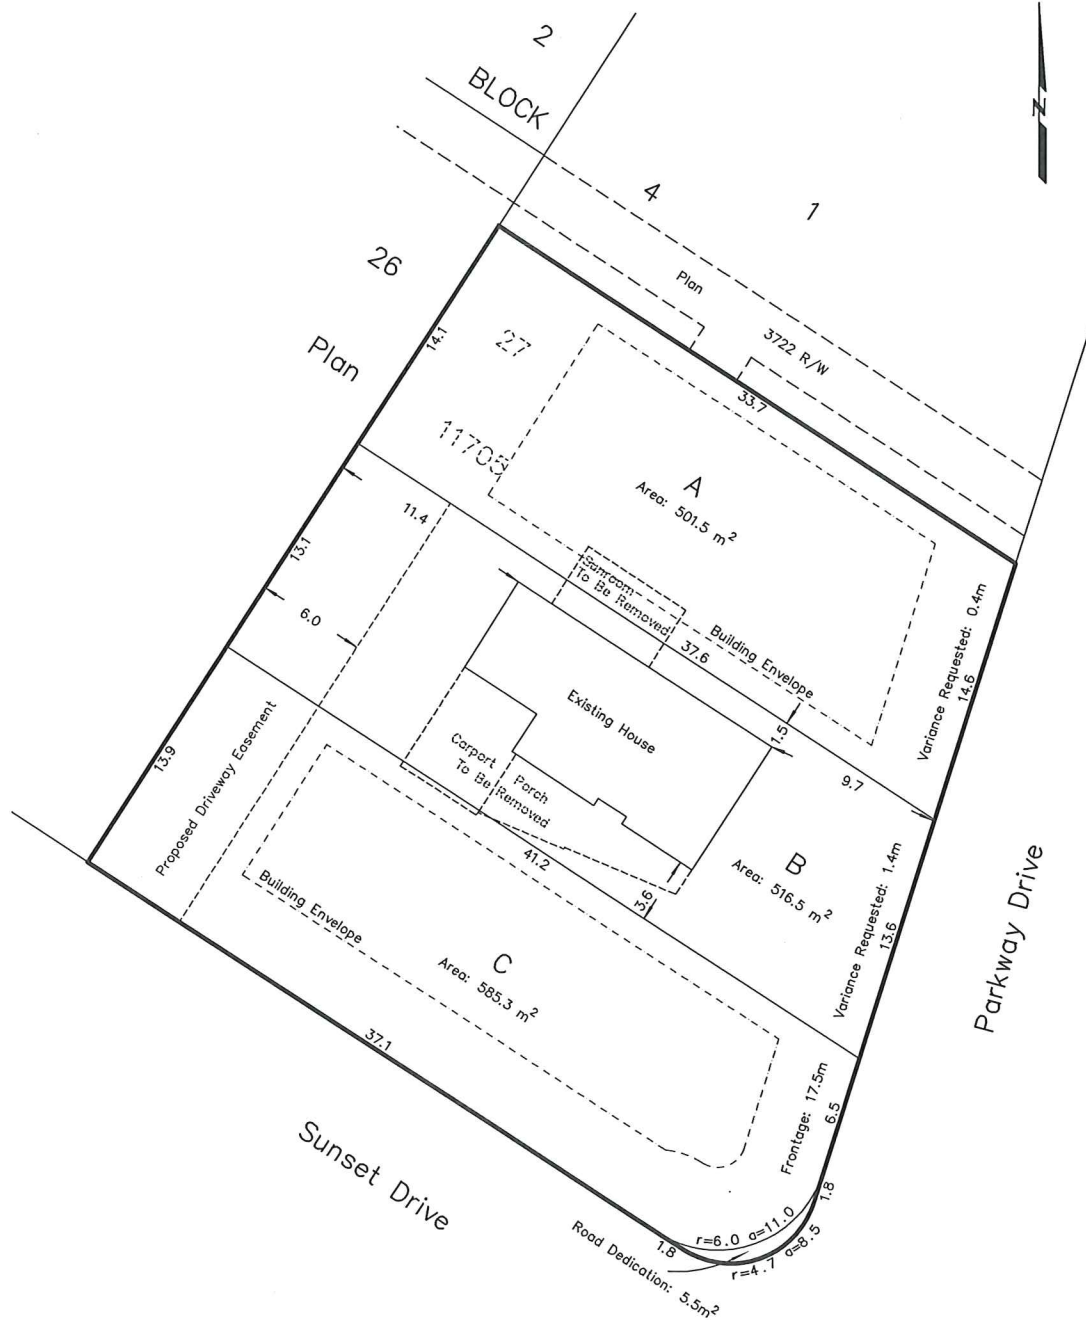 2
BLOCK
N
4
1
26
Plan
Plan
3722 R/W
27
14.1
33.7
11705
A
Area: 501.5 m²
11.4
13.1
6.0
Sunroom
To Be Removed
37.6
Building Envelope
Variance Requested: 0.4m
14.6
Existing House
1.5
9.7
13.9
Proposed Driveway Easement
Carport
Porch
To Be Removed
41.2
3.6
B
Area: 516.5 m²
Variance Requested: 1.4m
13.6
Parkway Drive
Building Envelope
C
Area: 585.3 m²
37.1
Frontage: 17.5m
6.5
Sunset Drive
1.8
1.8
r=6.0 a=11.0
r=4.7 a=8.5
Road Dedication: 5.5m²